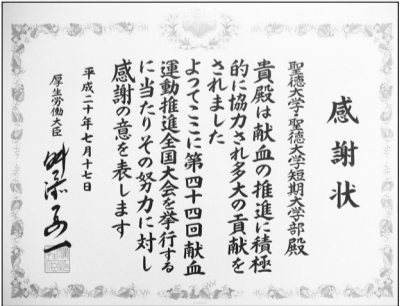 感謝状
聖徳大学・聖徳大学短期大学部 殿
貴殿は献血の推進に積極
的に協力され多大の貢献を
されました
よってここに第四十四回献血
運動推進全国大会を挙行する
に当たりその努力に対し
感謝の意を表します
平成二十年七月十七日
厚生労働大臣
舛添要一